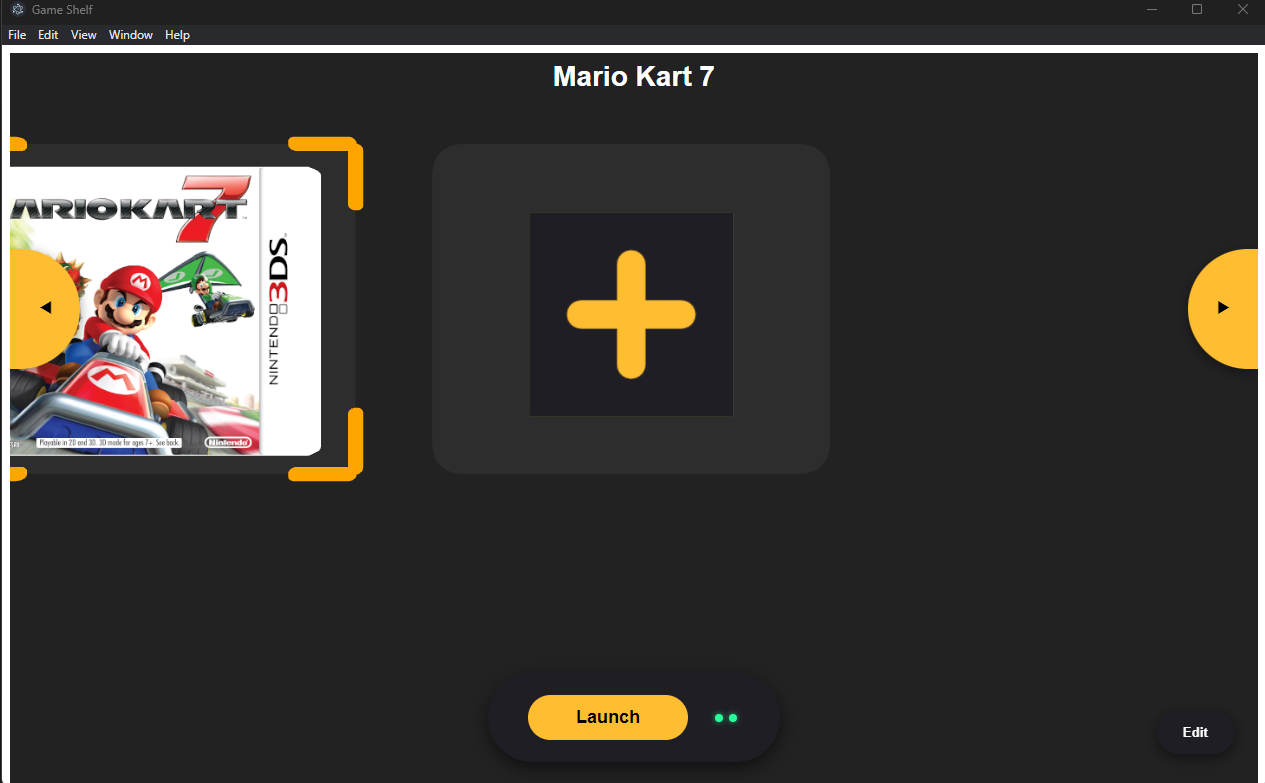 Game Shelf
File Edit View Window Help
Mario Kart 7
ARIOKART 7
NINTENDO 3DS
Playable in 2D and 3D. 3D mode for ages 7+. See back.
Nintendo
Launch
Edit